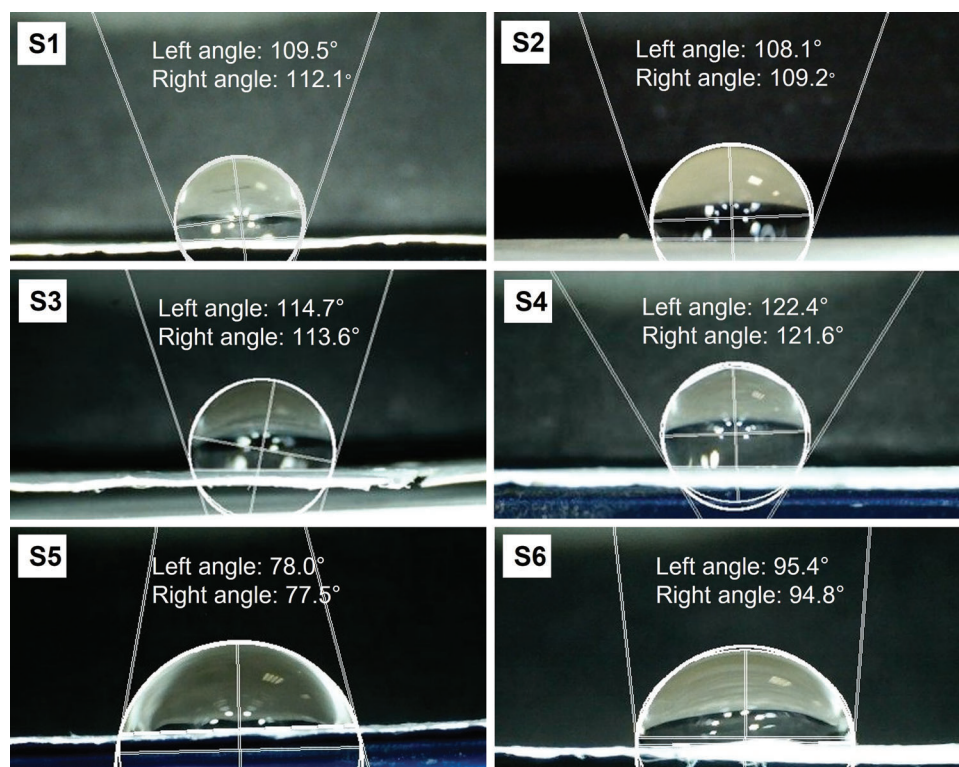 S1
Left angle: 109.5°
Right angle: 112.1°
S2
Left angle: 108.1°
Right angle: 109.2°
S3
Left angle: 114.7°
Right angle: 113.6°
S4
Left angle: 122.4°
Right angle: 121.6°
S5
Left angle: 78.0°
Right angle: 77.5°
S6
Left angle: 95.4°
Right angle: 94.8°